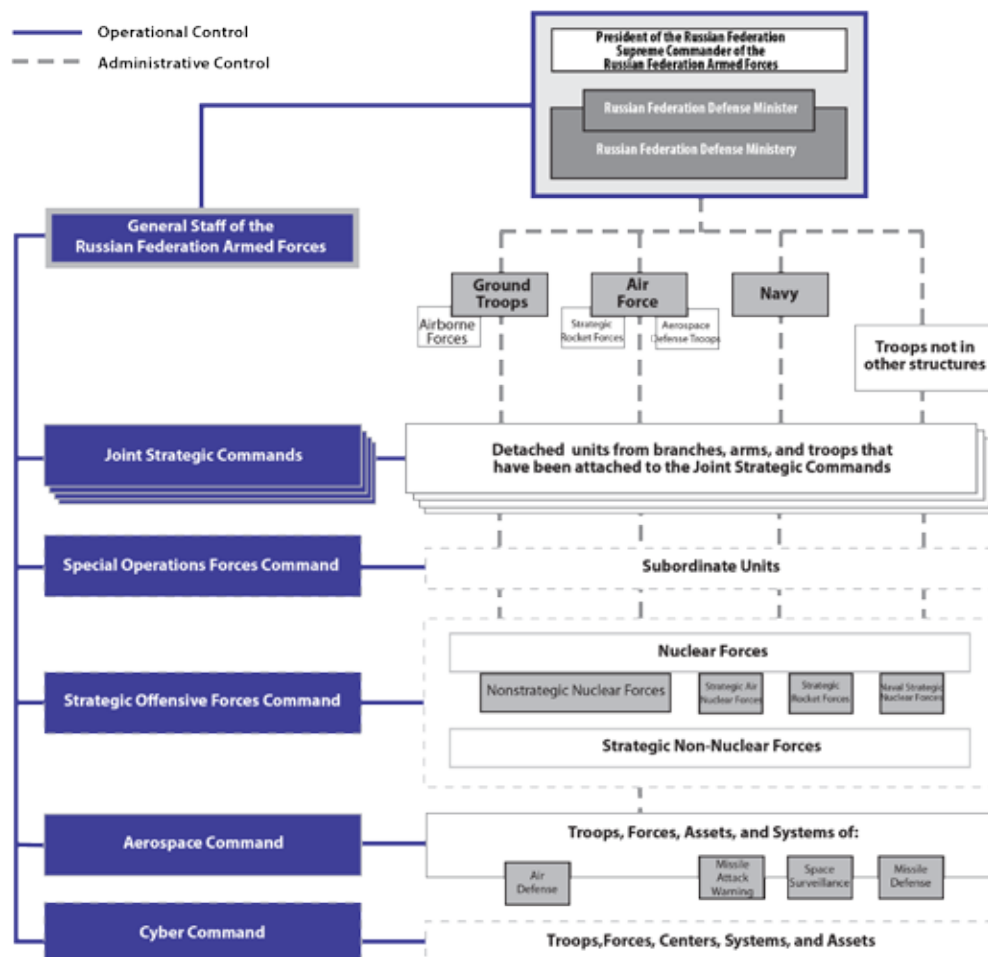 Operational Control
Administrative Control
President of the Russian Federation
Supreme Commander of the
Russian Federation Armed Forces
Russian Federation Defense Minister
Russian Federation Defense Ministery
General Staff of the
Russian Federation Armed Forces
Ground
Troops
Airborne
Forces
Air
Force
Strategic
Rocket Forces
Aerospace
Defense Troops
Navy
Troops not in
other structures
Joint Strategic Commands
Detached units from branches, arms, and troops that
have been attached to the Joint Strategic Commands
Special Operations Forces Command
Subordinate Units
Strategic Offensive Forces Command
Nuclear Forces
Nonstrategic Nuclear Forces
Strategic Air
Nuclear Forces
Strategic
Rocket Forces
Naval Strategic
Nuclear Forces
Strategic Non-Nuclear Forces
Aerospace Command
Troops, Forces, Assets, and Systems of:
Air
Defense
Missile
Attack
Warning
Space
Surveillance
Missile
Defense
Cyber Command
Troops,Forces, Centers, Systems, and Assets